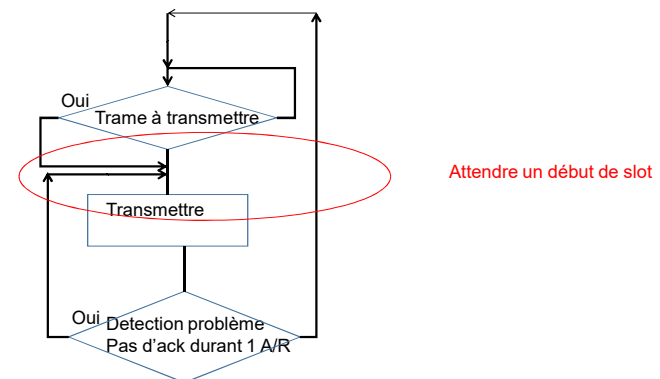 Oui
Trame à transmettre
Attendre un début de slot
Transmettre
Oui
Detection problème
Pas d'ack durant 1 A/R